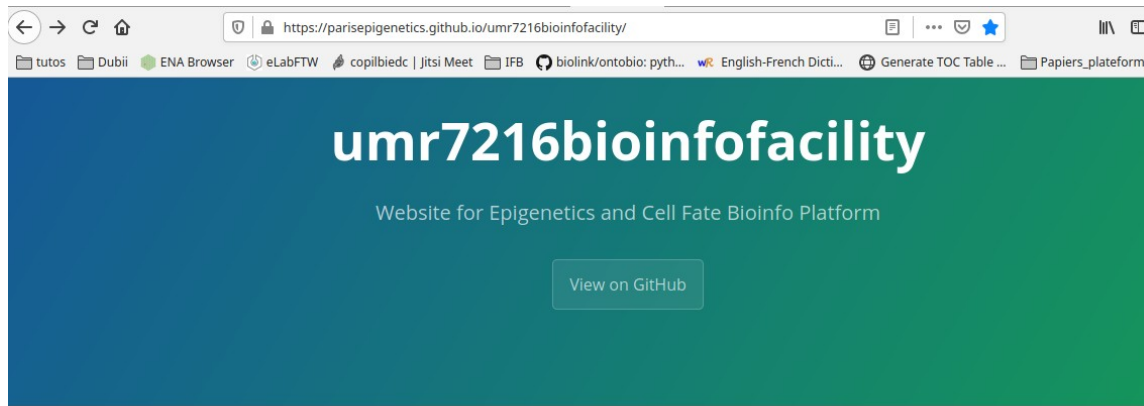 https://parisepigenetics.github.io/umr7216bioinfofacility/
tutos Dubii ENA Browser eLabFTW copilbiedc | Jitsi Meet IFB biolink/ontobio: pyth... wR English-French Dicti... Generate TOC Table ... Papiers_plateform
umr7216bioinfofacility
Website for Epigenetics and Cell Fate Bioinfo Platform
View on GitHub